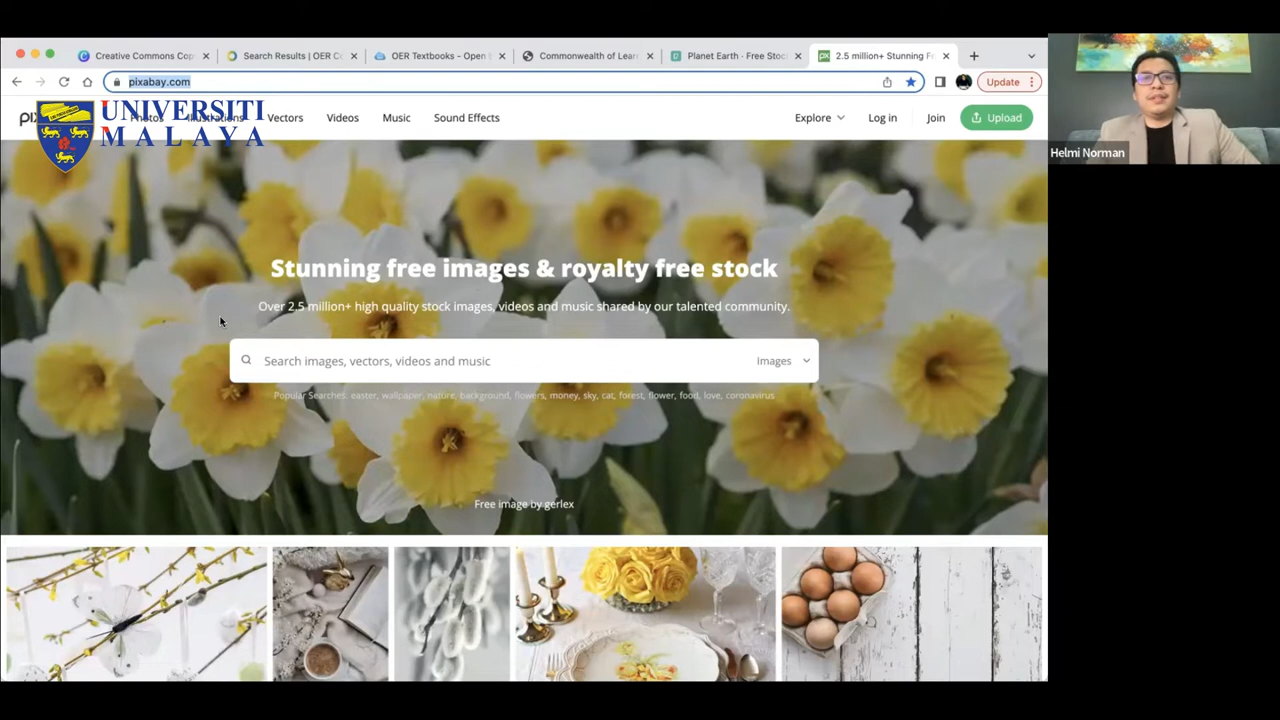 Creative Commons Cop
Search Results | OER C
OER Textbooks - Open L
Commonwealth of Learn
Planet Earth - Free Stoc
2.5 million+ Stunning Fr
pixabay.com
Update
UNIVERSITI
MALAYA
Photos
Illustrations
Vectors
Videos
Music
Sound Effects
Explore
Log in
Join
Upload
Helmi Norman
Stunning free images & royalty free stock
Over 2.5 million+ high quality stock images, videos and music shared by our talented community.
Search images, vectors, videos and music
Images
Popular Searches: easter, wallpaper, nature, background, flowers, money, sky, cat, forest, flower, food, love, coronavirus
Free image by gerlex